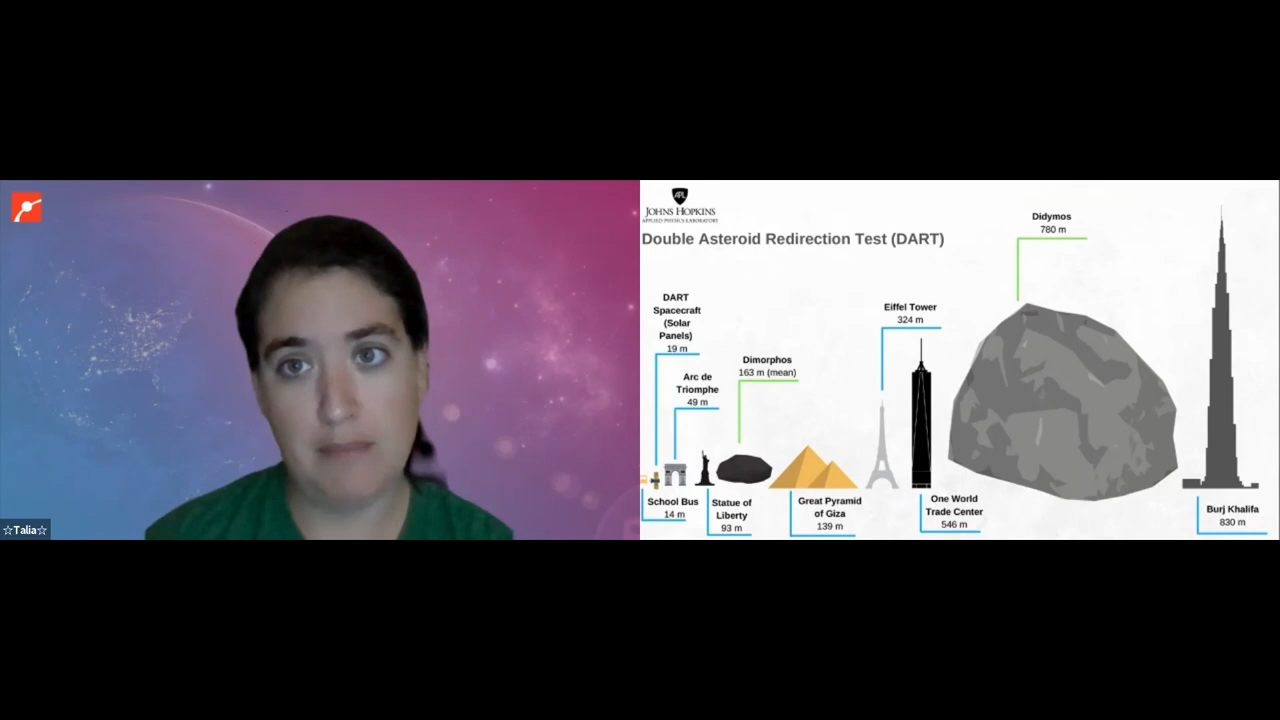 ☆Talia☆
APL
JOHNS HOPKINS
APPLIED PHYSICS LABORATORY
Double Asteroid Redirection Test (DART)
DART
Spacecraft
(Solar
Panels)
19 m
Arc de
Triomphe
49 m
Dimorphos
163 m (mean)
Eiffel Tower
324 m
Didymos
780 m
School Bus
14 m
Statue of
Liberty
93 m
Great Pyramid
of Giza
139 m
One World
Trade Center
546 m
Burj Khalifa
830 m